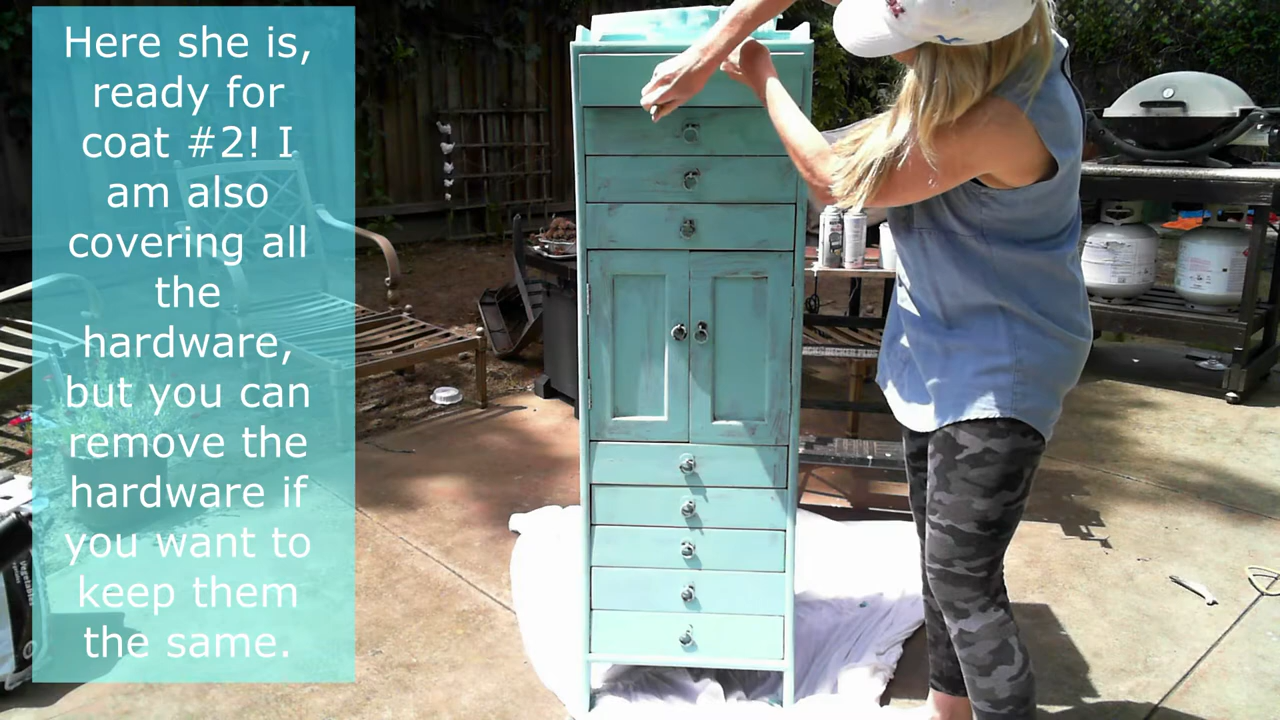 Here she is,
ready for
coat #2! I
am also
covering all
the
hardware,
but you can
remove the
hardware if
you want to
keep them
the same.
Vegetables